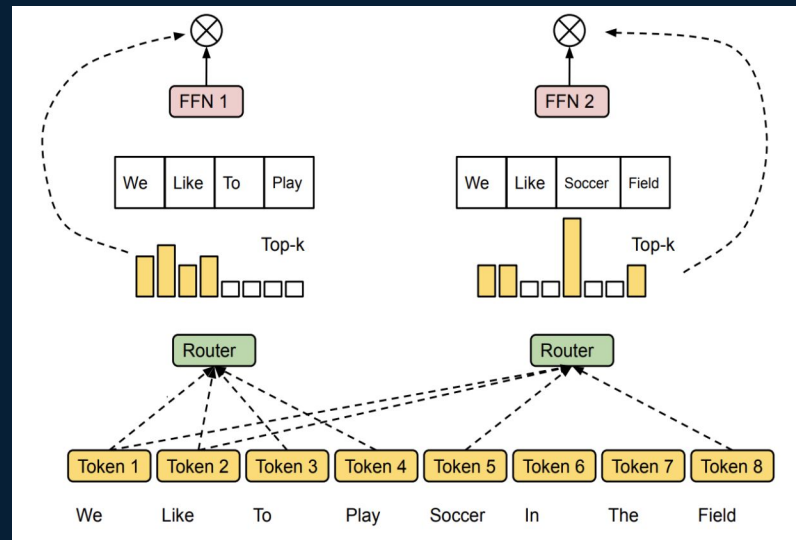 FFN 1 FFN 2
We Like To Play We Like Soccer Field
Top-k Top-k
Router Router
Token 1 Token 2 Token 3 Token 4 Token 5 Token 6 Token 7 Token 8
We Like To Play Soccer In The Field